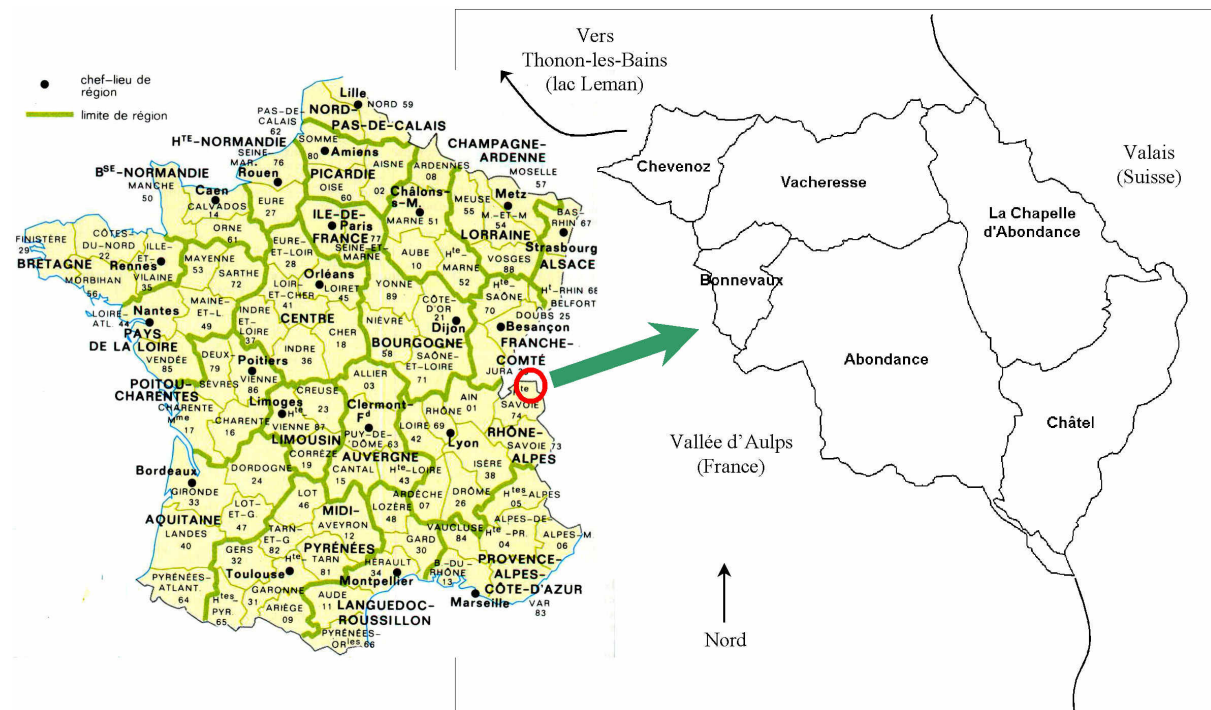 chef-lieu de
région
limite de région
Lille
NORD 59
PAS-DE-
CALAIS
62
NORD-
PAS-DE-CALAIS
Hᵀᴱ-NORMANDIE
SEINE-
MAR.
76
SOMME
80
Amiens
AISNE
02
ARDENNES
08
CHAMPAGNE-
ARDENNE
MOSELLE
57
Bˢᴱ-NORMANDIE
MANCHE
50
Caen
CALVADOS
14
Rouen
PICARDIE
OISE
60
EURE
27
Châlons-
s-M.
MARNE 51
MEUSE
55
Metz
M.-ET-M
54
LORRAINE
BAS-
RHIN 67
Strasbourg
ALSACE
ORNE
61
ILE-DE-
Paris
FRANCE
77
SEINE-ET-
MARNE
AUBE
10
Hᵗᵉ-
MARNE
52
VOSGES
88
FINISTÈRE
29
CÔTES-
DU-NORD
22
ILLE-
ET-
VILAINE
35
BRETAGNE
Rennes
MORBIHAN
56
MAYENNE
53
SARTHE
72
EURE-
ET-LOIR
28
Orléans
LOIRET
45
LOIR-
ET-CHER
41
YONNE
89
Hᵗᵉ-
SAÔNE
70
Hᵗ-RHIN 68
BELFORT
DOUBS 25
LOIRE-
ATL. 44
Nantes
PAYS
DE LA LOIRE
MAINE-
ET-L.
49
INDRE
ET-
LOIRE
37
CENTRE
CHER
18
INDRE
36
NIÈVRE
58
CÔTE-
D'OR
21
Dijon
BOURGOGNE
SAÔNE-
ET-LOIRE
71
Besançon
FRANCHE-
COMTÉ
JURA
VENDÉE
85
DEUX-
79
SÈVRES
Poitiers
VIENNE
86
POITOU-
CHARENTES
CHARENTE
Mᵐᵉ
17
CHARENTE
16
CREUSE
23
Limoges
Hᵗᵉ-
VIENNE 87
LIMOUSIN
CORRÈZE
19
ALLIER
03
Clermont-
Fᵈ
PUY-DE-
DÔME 63
AUVERGNE
CANTAL
15
Hᵗᵉ-LOIRE
43
AIN
01
Hᵗᵉ
SAVOIE
74
RHÔNE
69
LOIRE
42
Lyon
RHÔNE-
ALPES
SAVOIE 73
ISÈRE
38
Bordeaux
GIRONDE
33
DORDOGNE
24
LOT-
ET-G.
47
LOT
46
ARDÈCHE
07
DRÔME
26
Hᵗᵉˢ-ALPES
05
AQUITAINE
LANDES
40
GERS
32
TARN-
ET-G
82
MIDI-
AVEYRON
12
PYRÉNÉES
TARN
81
LOZÈRE
48
GARD
30
VAUCLUSE
84
ALPES-DE-
Hᵗᵉ-PR.
04
ALPES-M.
06
PYRÉNÉES-
ATLANT.
64
Hᵗᵉˢ-
PYR.
65
Toulouse
Hᵗᵉ-
GARONNE
31
ARIÈGE
09
HÉRAULT
34
Montpellier
AUDE
11
LANGUEDOC-
ROUSSILLON
PYRÉNÉES-
ORⁱᵉˢ 66
B.-DU-
RHÔNE
13
Marseille
PROVENCE-
ALPES-
CÔTE-D'AZUR
VAR
83
Vers
Thonon-les-Bains
(lac Leman)
Chevenoz
Vacheresse
Valais
(Suisse)
La Chapelle
d'Abondance
Bonnevaux
Abondance
Châtel
Vallée d'Aulps
(France)
Nord